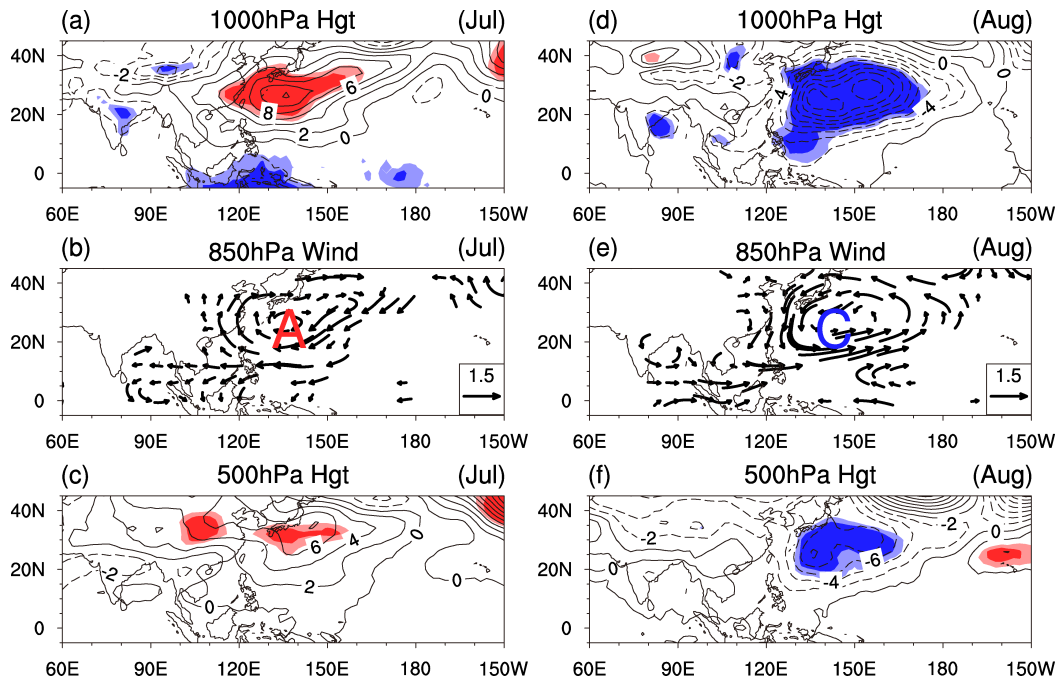 (a) 1000hPa Hgt (Jul)
40N
20N
0
-2
6
8
2
0
0
60E 90E 120E 150E 180 150W
(d) 1000hPa Hgt (Aug)
40N
20N
0
-2
-4
4
0
0
60E 90E 120E 150E 180 150W
(b) 850hPa Wind (Jul)
40N
20N
0
A
1.5
60E 90E 120E 150E 180 150W
(e) 850hPa Wind (Aug)
40N
20N
0
C
1.5
60E 90E 120E 150E 180 150W
(c) 500hPa Hgt (Jul)
40N
20N
0
2
6
4
0
2
0
0
60E 90E 120E 150E 180 150W
(f) 500hPa Hgt (Aug)
40N
20N
0
-2
-2
0
0
-6
-4
60E 90E 120E 150E 180 150W